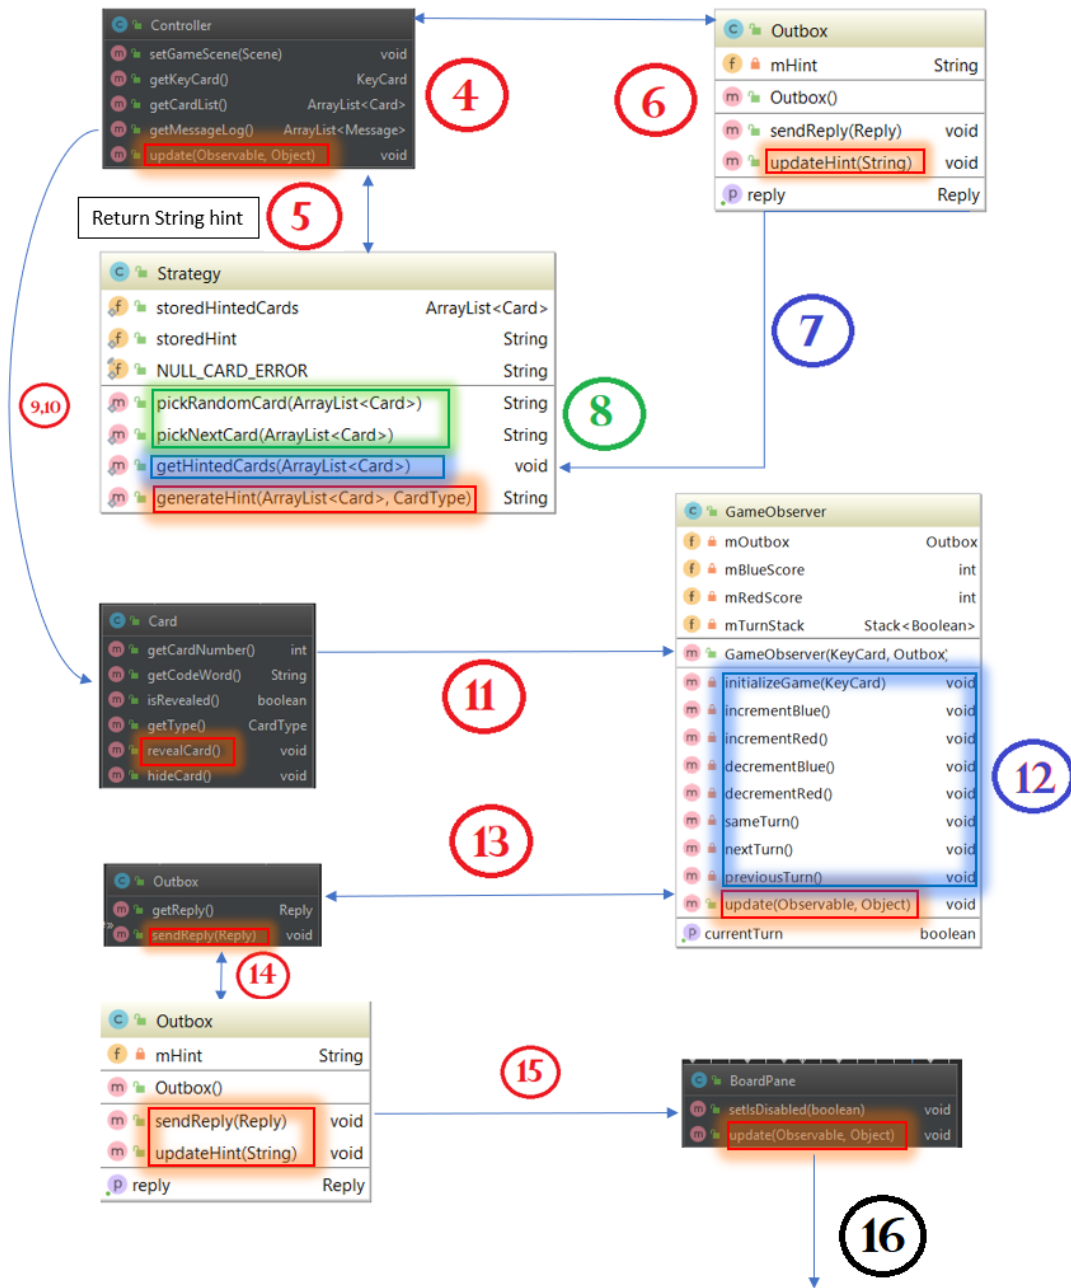 Controller
setGameScene(Scene) void
getKeyCard() KeyCard
getCardList() ArrayList<Card>
getMessageLog() ArrayList<Message>
update(Observable, Object) void
4
Outbox
mHint String
Outbox()
sendReply(Reply) void
updateHint(String) void
reply Reply
6
Return String hint
5
7
Strategy
storedHintedCards ArrayList<Card>
storedHint String
NULL_CARD_ERROR String
pickRandomCard(ArrayList<Card>) String
pickNextCard(ArrayList<Card>) String
getHintedCards(ArrayList<Card>) void
generateHint(ArrayList<Card>, CardType) String
8
9,10
GameObserver
mOutbox Outbox
mBlueScore int
mRedScore int
mTurnStack Stack<Boolean>
GameObserver(KeyCard, Outbox)
initializeGame(KeyCard) void
incrementBlue() void
incrementRed() void
decrementBlue() void
decrementRed() void
sameTurn() void
nextTurn() void
previousTurn() void
update(Observable, Object) void
currentTurn boolean
12
Card
getCardNumber() int
getCodeWord() String
isRevealed() boolean
getType() CardType
revealCard() void
hideCard() void
11
13
Outbox
getReply() Reply
sendReply(Reply) void
14
Outbox
mHint String
Outbox()
sendReply(Reply) void
updateHint(String) void
reply Reply
15
BoardPane
setIsDisabled(boolean) void
update(Observable, Object) void
16